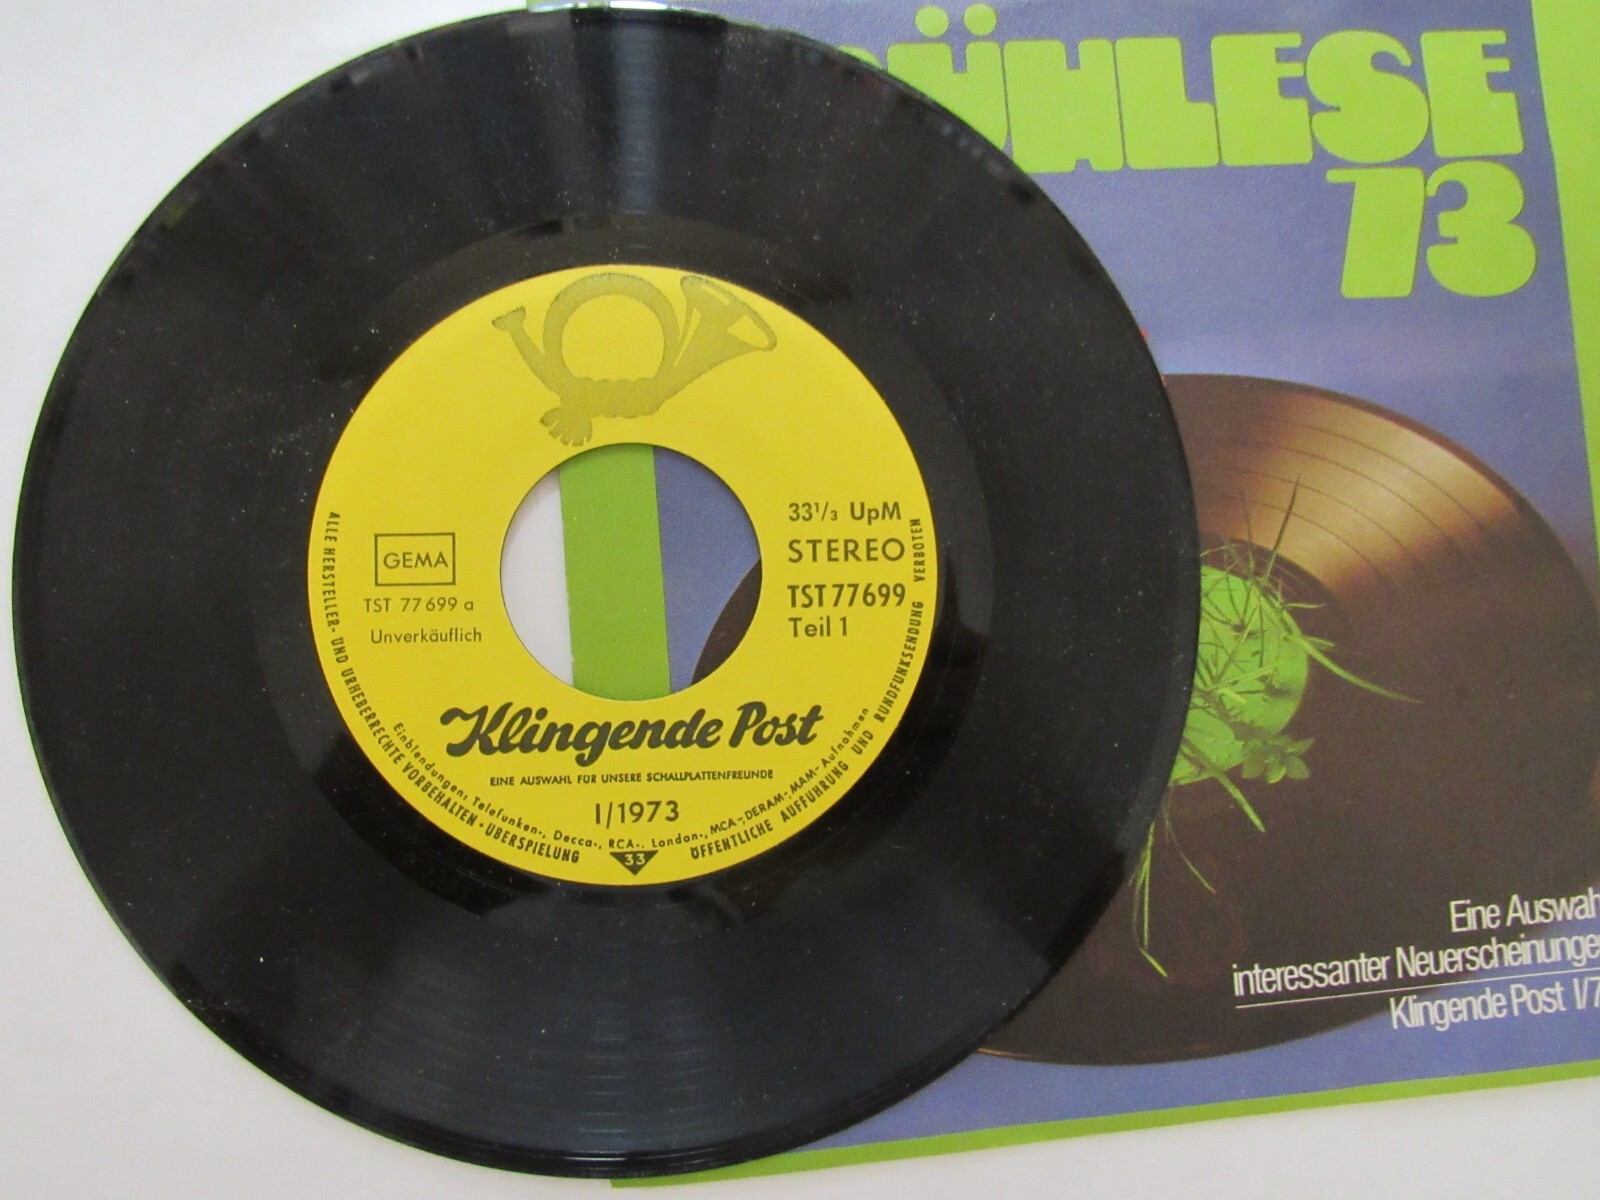 ÜHLESE
73
33 1/3 UpM
STEREO
TST 77699
Teil 1
GEMA
TST 77 699 a
Unverkäuflich
Klingende Post
EINE AUSWAHL FÜR UNSERE SCHALLPLATTENFREUNDE
I/1973
Einblendungen: Telefunken-, Decca-, RCA-, London-, MCA-, DERAM-, MAM-Aufnahmen
ALLE HERSTELLER- UND URHEBERRECHTE VORBEHALTEN · ÜBERSPIELUNG
33
ÖFFENTLICHE AUFFÜHRUNG UND RUNDFUNKSENDUNG VERBOTEN
Eine Auswah
interessanter Neuerscheinunge
Klingende Post I/7